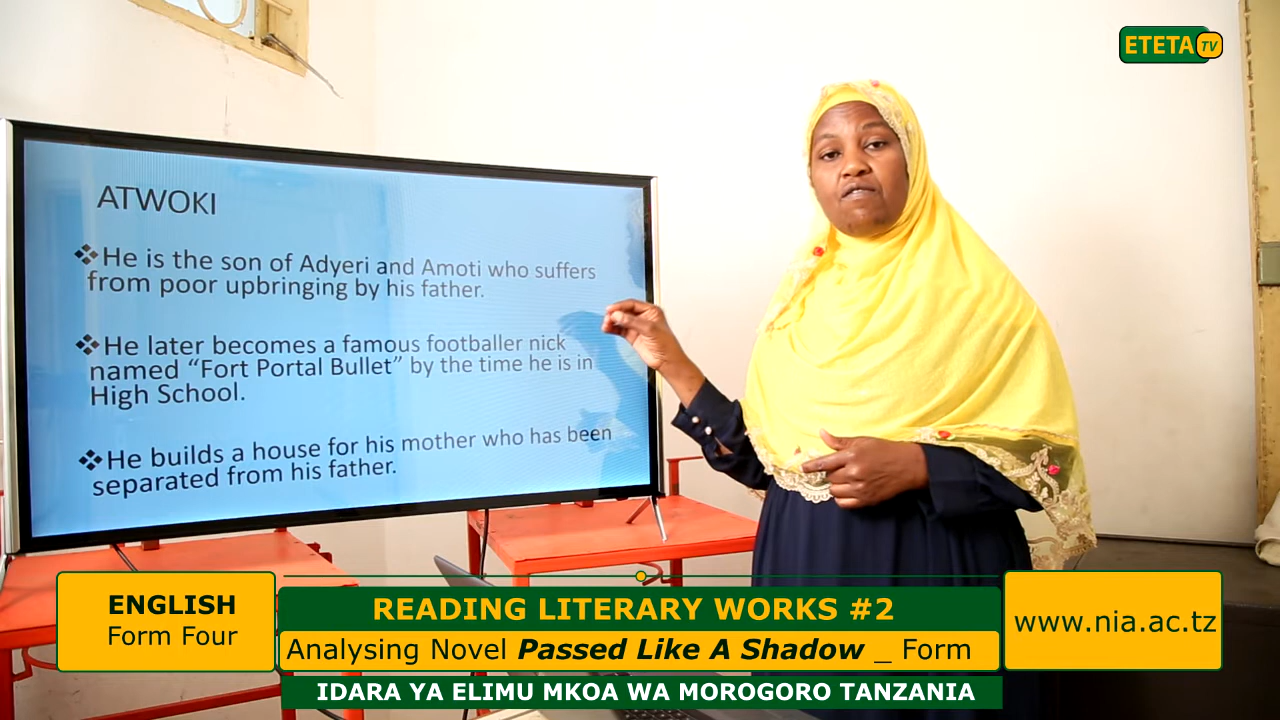 ETETA TV
ATWOKI
❖He is the son of Adyeri and Amoti who suffers
from poor upbringing by his father.
❖He later becomes a famous footballer nick
named “Fort Portal Bullet” by the time he is in
High School.
❖He builds a house for his mother who has been
separated from his father.
ENGLISH
Form Four
READING LITERARY WORKS #2
Analysing Novel Passed Like A Shadow _ Form
IDARA YA ELIMU MKOA WA MOROGORO TANZANIA
www.nia.ac.tz